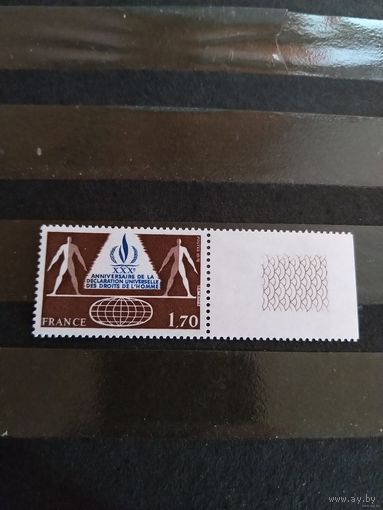 XXXe
ANNIVERSAIRE DE LA
DÉCLARATION UNIVERSELLE
DES DROITS DE L'HOMME
FRANCE
1,70
www.ay.by